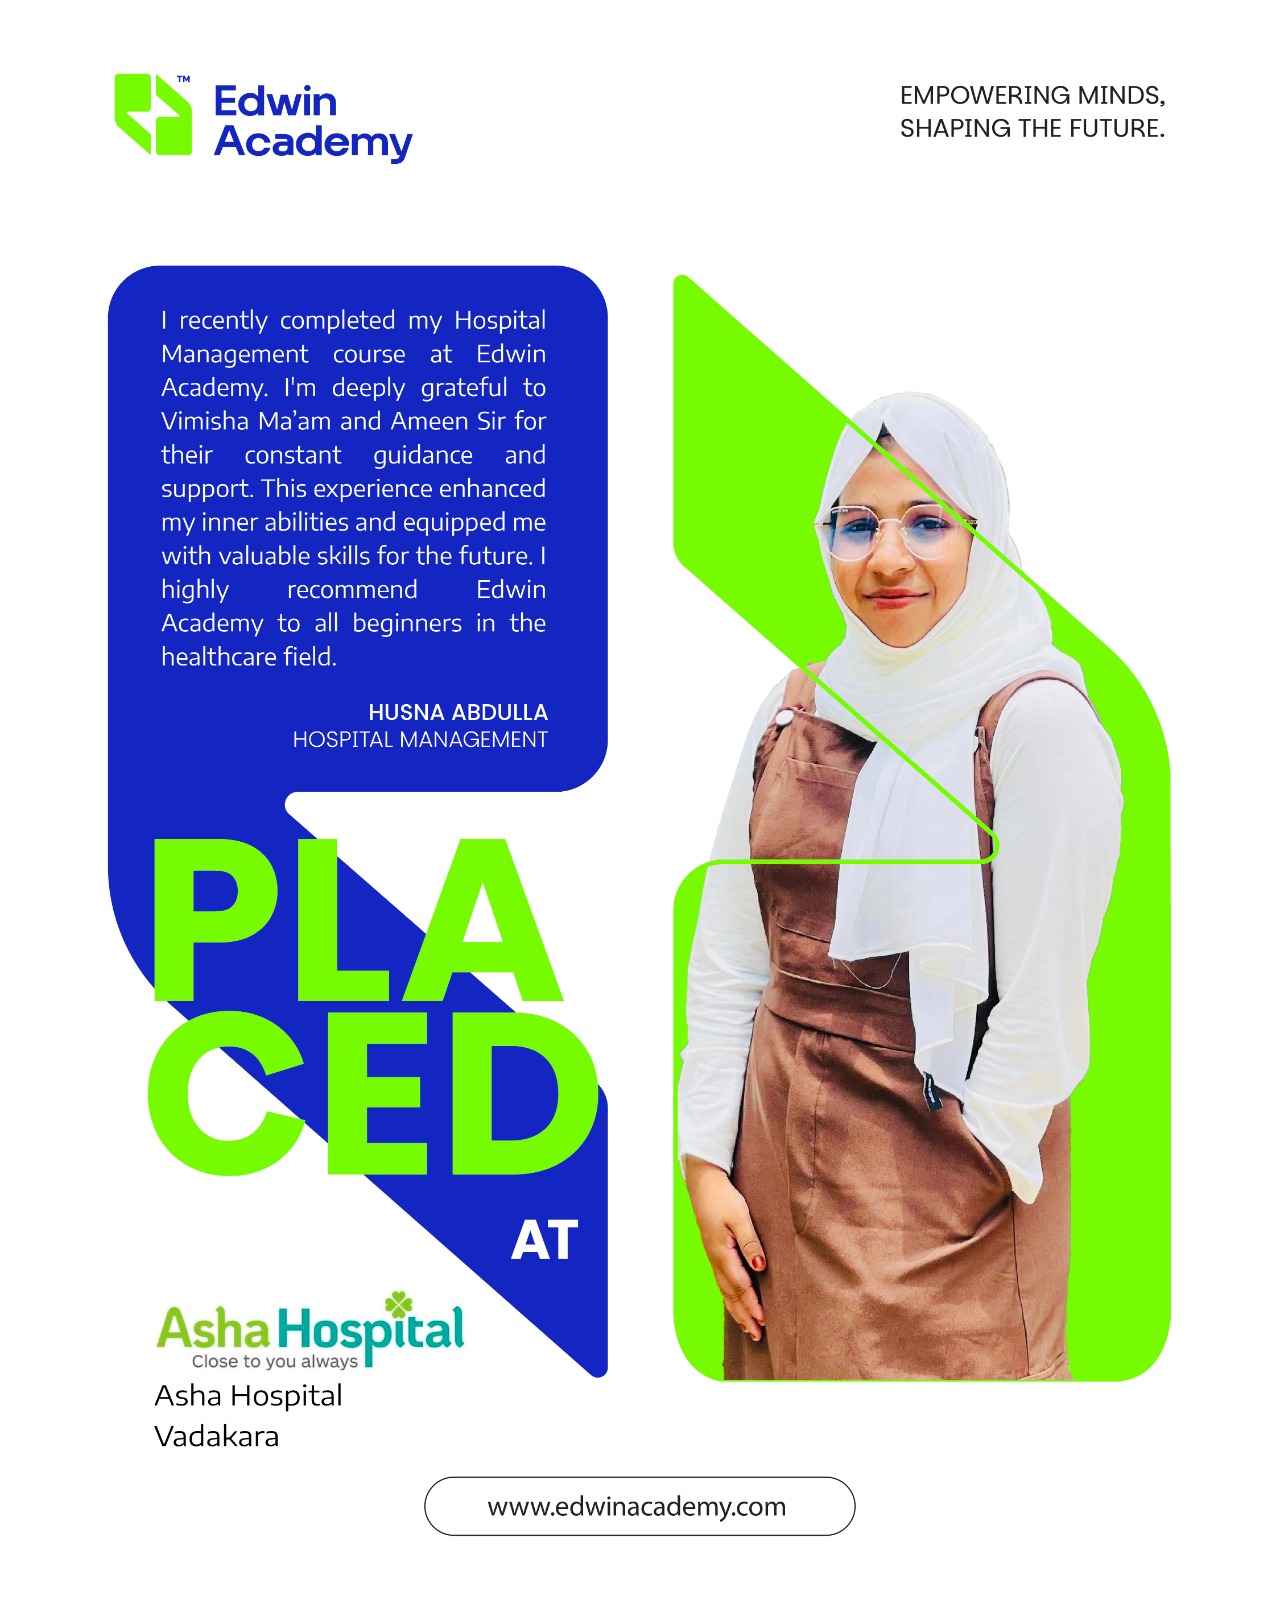 TM
Edwin
Academy
EMPOWERING MINDS,
SHAPING THE FUTURE.
I recently completed my Hospital
Management course at Edwin
Academy. I'm deeply grateful to
Vimisha Ma’am and Ameen Sir for
their constant guidance and
support. This experience enhanced
my inner abilities and equipped me
with valuable skills for the future. I
highly recommend Edwin
Academy to all beginners in the
healthcare field.
HUSNA ABDULLA
HOSPITAL MANAGEMENT
PLA
CED
AT
Asha Hospital
Close to you always
Asha Hospital
Vadakara
www.edwinacademy.com